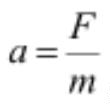 a = F/m